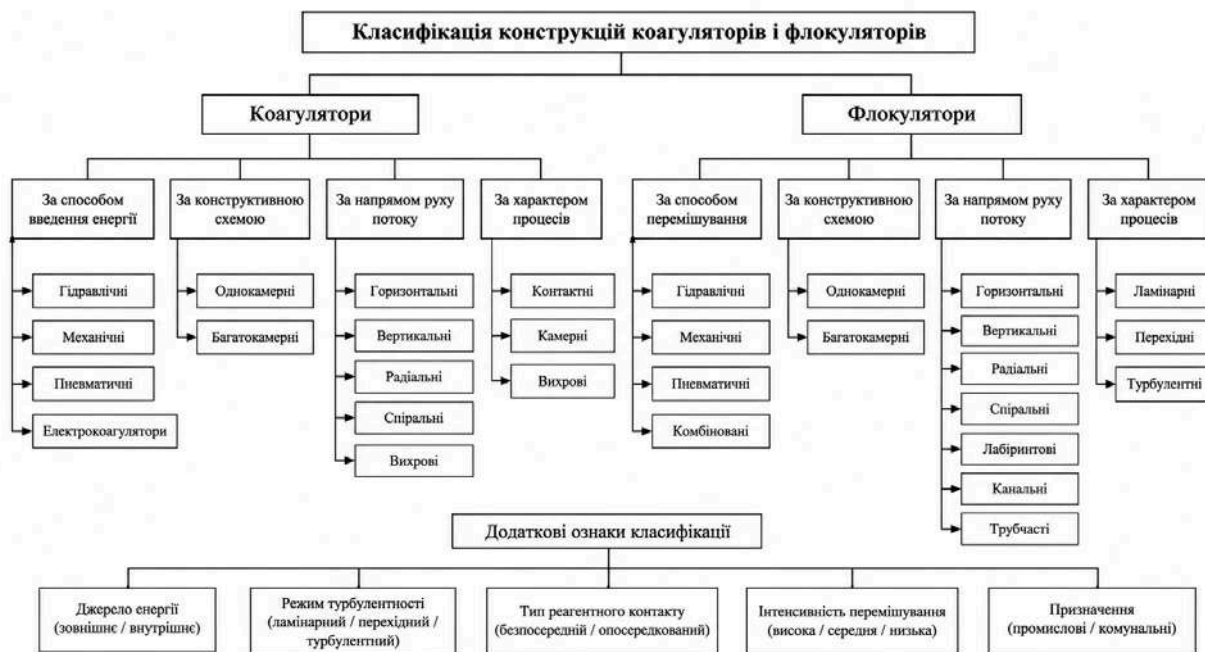 Класифікація конструкцій коагуляторів і флокуляторів
Коагулятори
Флокулятори
За способом
введення енергії
За конструктивною
схемою
За напрямом руху
потоку
За характером
процесів
За способом
перемішування
За конструктивною
схемою
За напрямом руху
потоку
За характером
процесів
Гідравлічні
Механічні
Пневматичні
Електрокоагулятори
Однокамерні
Багатокамерні
Горизонтальні
Вертикальні
Радіальні
Спіральні
Вихрові
Контактні
Камерні
Вихрові
Гідравлічні
Механічні
Пневматичні
Комбіновані
Однокамерні
Багатокамерні
Горизонтальні
Вертикальні
Радіальні
Спіральні
Лабіринтові
Канальні
Трубчасті
Ламінарні
Перехідні
Турбулентні
Додаткові ознаки класифікації
Джерело енергії
(зовнішнє / внутрішнє)
Режим турбулентності
(ламінарний / перехідний /
турбулентний)
Тип реагентного контакту
(безпосередній / опосередкований)
Інтенсивність перемішування
(висока / середня / низька)
Призначення
(промислові / комунальні)